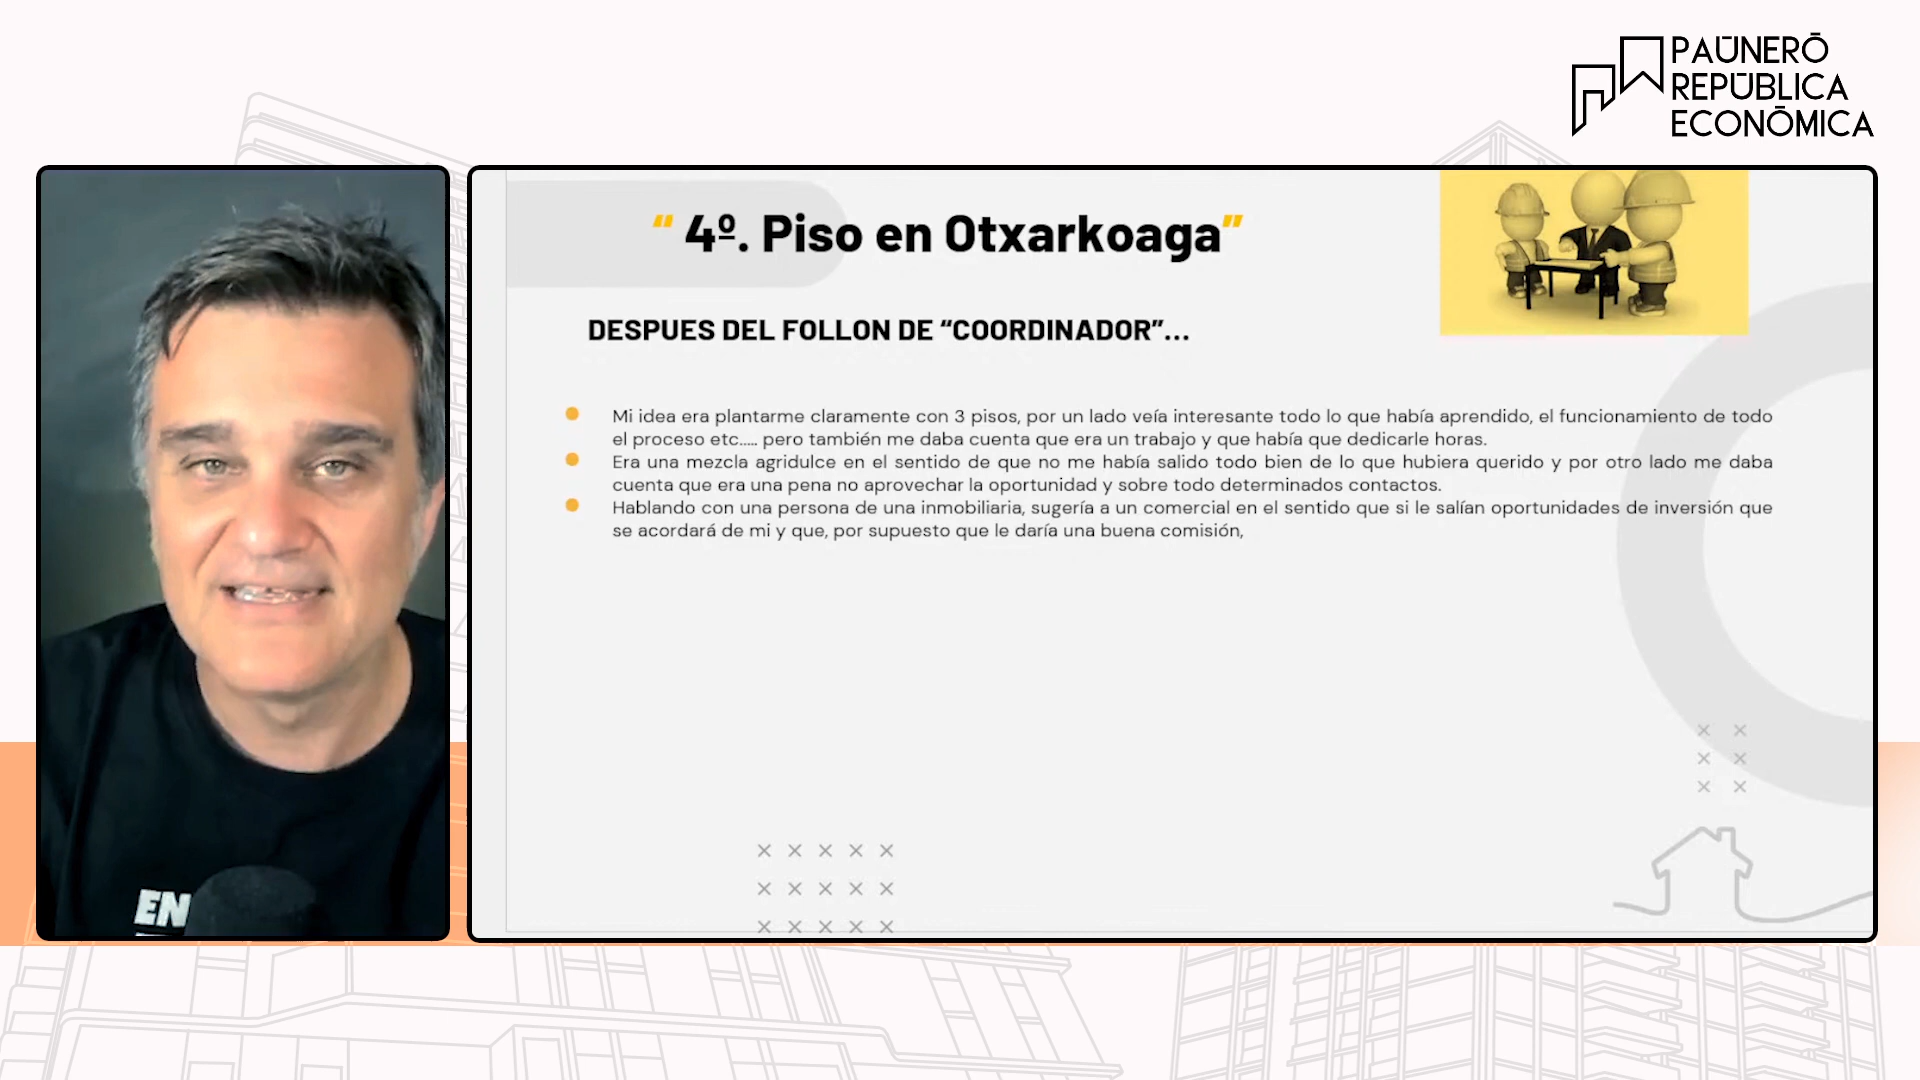 PAŪNERŌ
REPŪBLICA
ECONŌMICA
“ 4º. Piso en Otxarkoaga”
DESPUES DEL FOLLON DE “COORDINADOR”...
Mi idea era plantarme claramente con 3 pisos, por un lado veía interesante todo lo que había aprendido, el funcionamiento de todo
el proceso etc..... pero también me daba cuenta que era un trabajo y que había que dedicarle horas.
Era una mezcla agridulce en el sentido de que no me había salido todo bien de lo que hubiera querido y por otro lado me daba
cuenta que era una pena no aprovechar la oportunidad y sobre todo determinados contactos.
Hablando con una persona de una inmobiliaria, sugería a un comercial en el sentido que si le salían oportunidades de inversión que
se acordará de mi y que, por supuesto que le daría una buena comisión,
EN